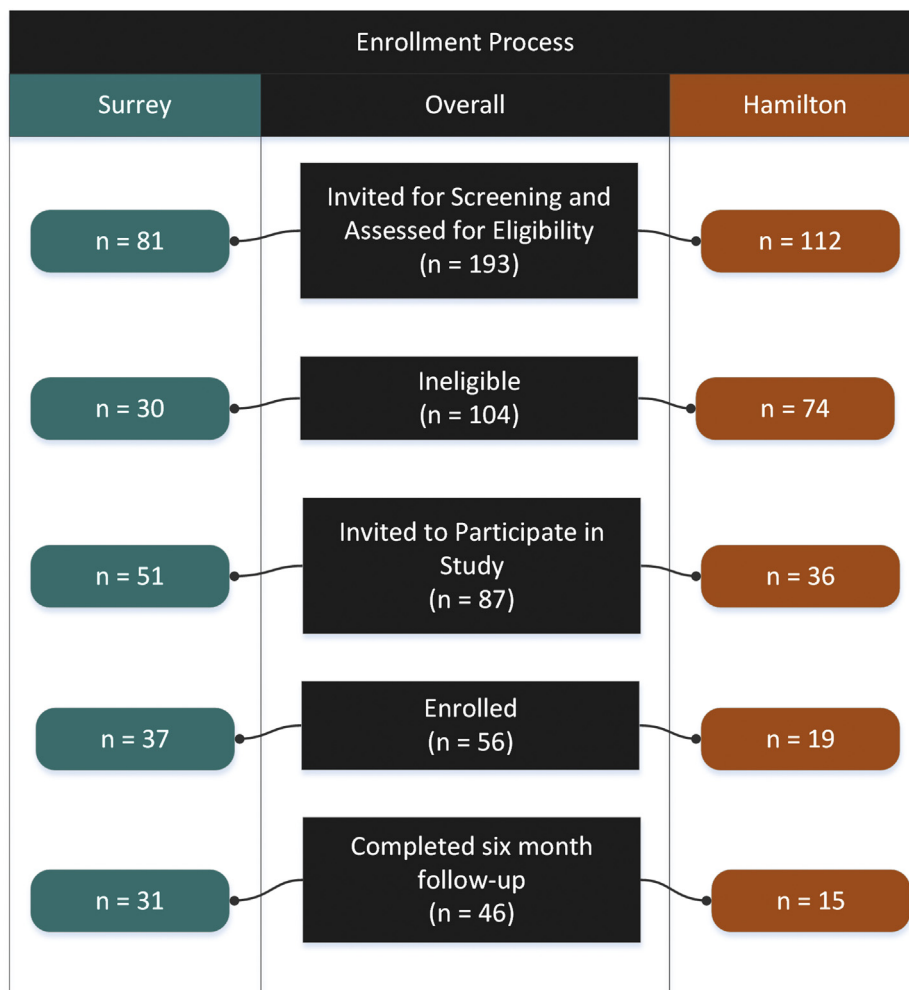 Enrollment Process
Surrey
Overall
Hamilton
n = 81
Invited for Screening and
Assessed for Eligibility
(n = 193)
n = 112
n = 30
Ineligible
(n = 104)
n = 74
n = 51
Invited to Participate in
Study
(n = 87)
n = 36
n = 37
Enrolled
(n = 56)
n = 19
n = 31
Completed six month
follow-up
(n = 46)
n = 15